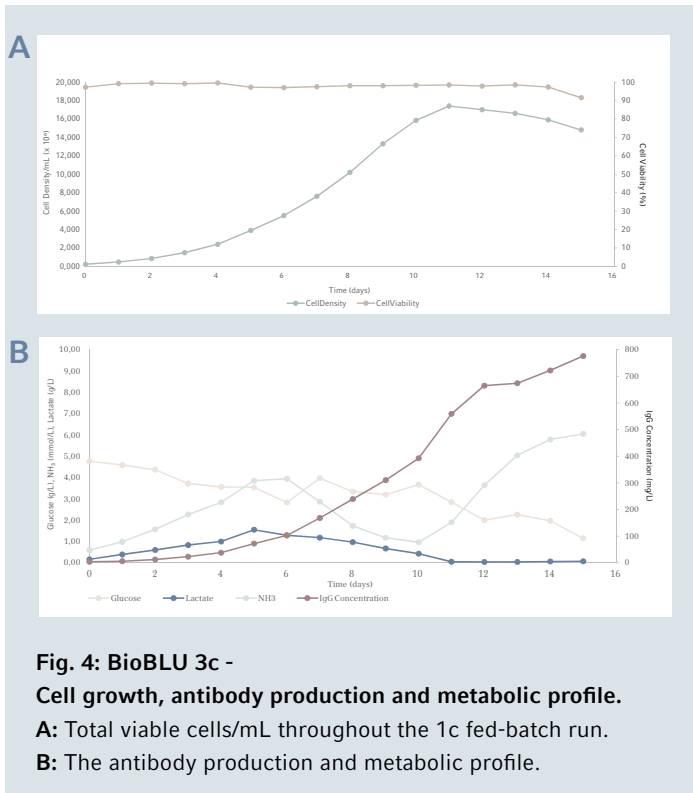 A
20,000
18,000
16,000
14,000
12,000
10,000
8,000
6,000
4,000
2,000
0,000
Cell Density/mL (x 10⁶)
100
90
80
70
60
50
40
30
20
10
0
Cell Viability (%)
0 2 4 6 8 10 12 14 16
Time (days)
CellDensity CellViability
B
10,00
9,00
8,00
7,00
6,00
5,00
4,00
3,00
2,00
1,00
0,00
Glucose (g/L), NH₃ (mmol/L), Lactate (g/L)
800
700
600
500
400
300
200
100
0
IgG Concentration (mg/L)
0 2 4 6 8 10 12 14 16
Time (days)
Glucose Lactate NH3 IgG Concentration
Fig. 4: BioBLU 3c -
Cell growth, antibody production and metabolic profile.
A: Total viable cells/mL throughout the 1c fed-batch run.
B: The antibody production and metabolic profile.